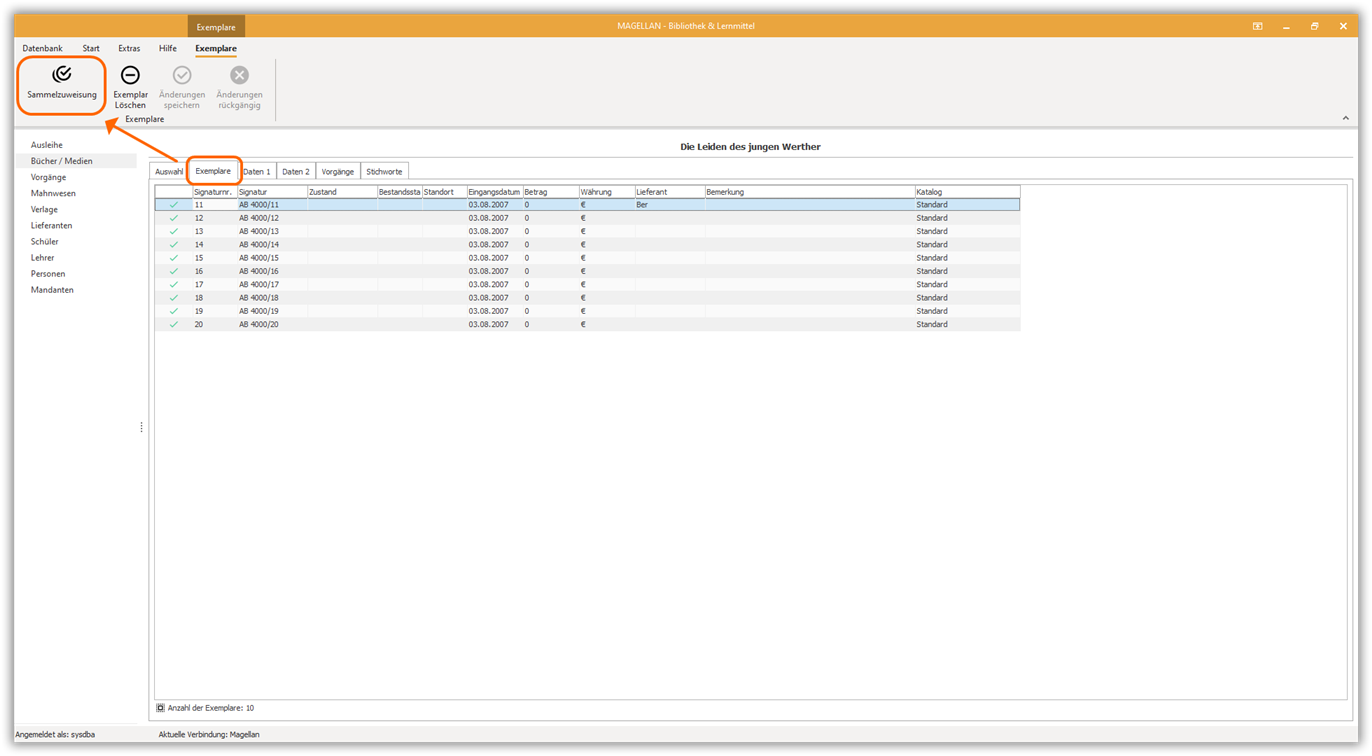 Exemplare
MAGELLAN - Bibliothek & Lernmittel
Datenbank Start Extras Hilfe Exemplare
Sammelzuweisung
Exemplar
Löschen
Änderungen
speichern
Änderungen
rückgängig
Exemplare
Ausleihe
Bücher / Medien
Vorgänge
Mahnwesen
Verlage
Lieferanten
Schüler
Lehrer
Personen
Mandanten
Die Leiden des jungen Werther
Auswahl Exemplare Daten 1 Daten 2 Vorgänge Stichworte
Signaturnr. Signatur Zustand Bestandssta Standort Eingangsdatum Betrag Währung Lieferant Bemerkung Katalog
11 AB 4000/11 03.08.2007 0 € Ber Standard
12 AB 4000/12 03.08.2007 0 € Standard
13 AB 4000/13 03.08.2007 0 € Standard
14 AB 4000/14 03.08.2007 0 € Standard
15 AB 4000/15 03.08.2007 0 € Standard
16 AB 4000/16 03.08.2007 0 € Standard
17 AB 4000/17 03.08.2007 0 € Standard
18 AB 4000/18 03.08.2007 0 € Standard
19 AB 4000/19 03.08.2007 0 € Standard
20 AB 4000/20 03.08.2007 0 € Standard
Anzahl der Exemplare: 10
Angemeldet als: sysdba Aktuelle Verbindung: Magellan